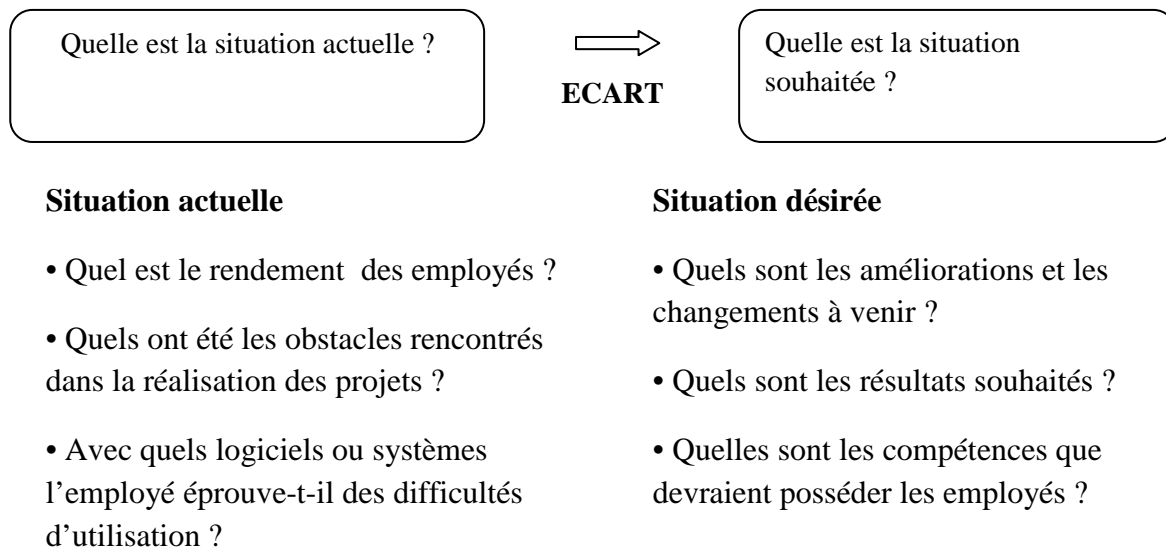 Quelle est la situation actuelle ?
ECART
Quelle est la situation
souhaitée ?
Situation actuelle
• Quel est le rendement des employés ?
• Quels ont été les obstacles rencontrés
dans la réalisation des projets ?
• Avec quels logiciels ou systèmes
l’employé éprouve-t-il des difficultés
d’utilisation ?
Situation désirée
• Quels sont les améliorations et les
changements à venir ?
• Quels sont les résultats souhaités ?
• Quelles sont les compétences que
devraient posséder les employés ?